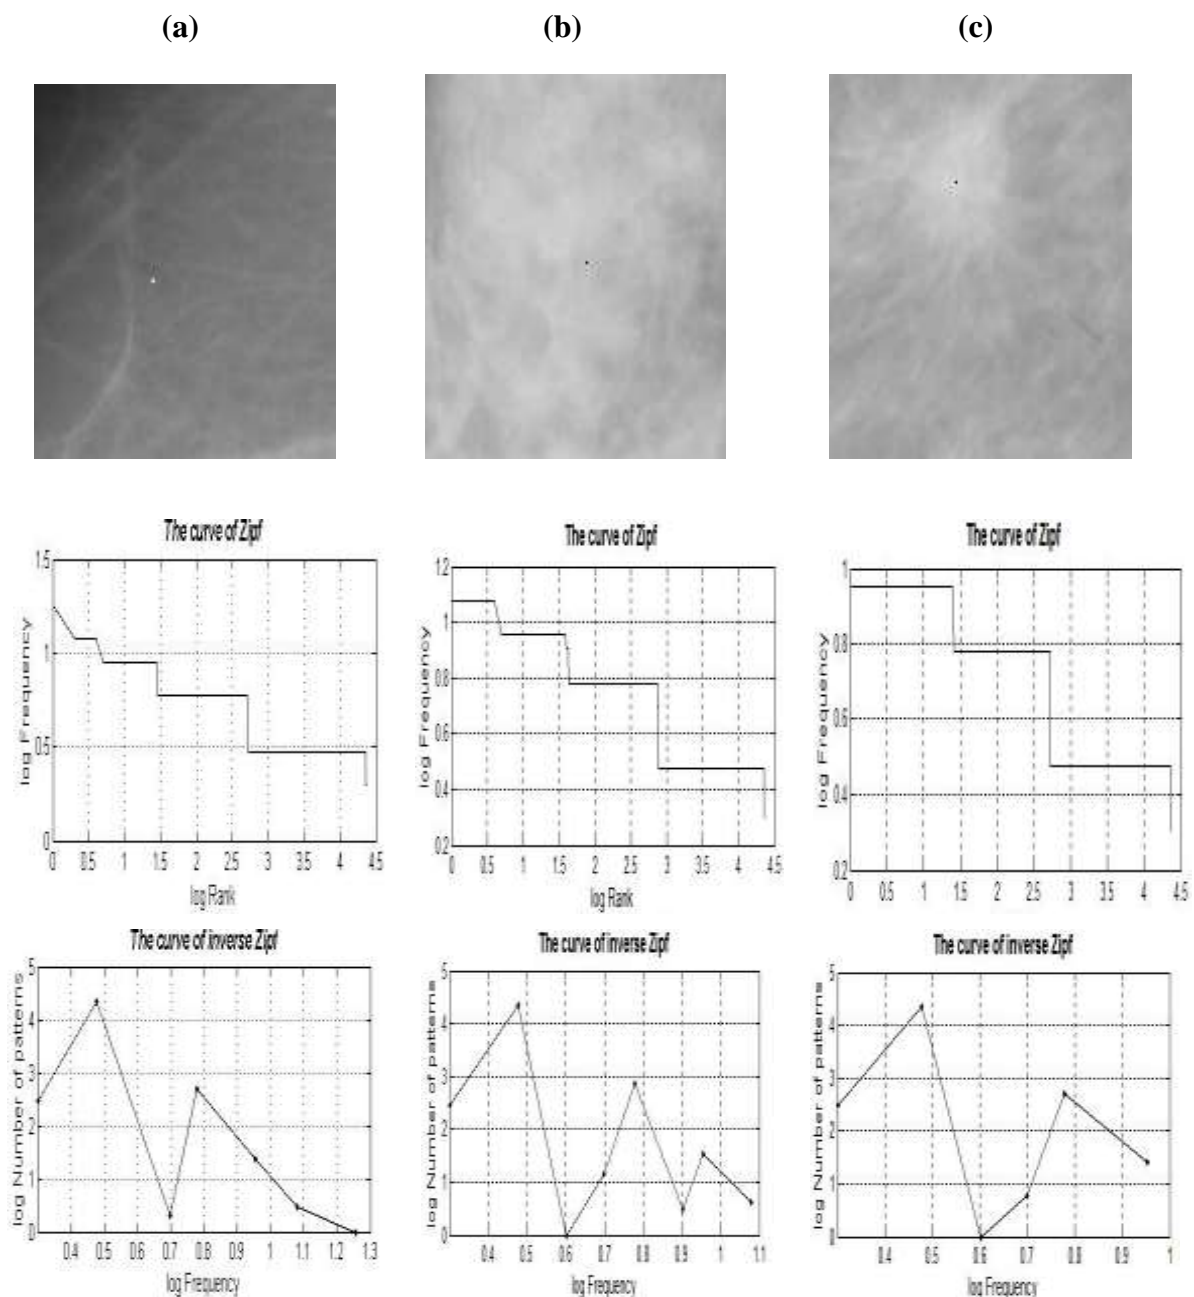 (a) (b) (c)
The curve of Zipf The curve of Zipf The curve of Zipf
log Frequency log Frequency log Frequency
1.5 1 0.5 0
1.2 1 0.8 0.6 0.4 0.2
1 0.8 0.6 0.4 0.2
0 0.5 1 1.5 2 2.5 3 3.5 4 4.5
0 0.5 1 1.5 2 2.5 3 3.5 4 4.5
0 0.5 1 1.5 2 2.5 3 3.5 4 4.5
log Rank log Rank
The curve of inverse Zipf The curve of inverse Zipf The curve of inverse Zipf
log Number of patterns log Number of patterns log Number of patterns
5 4 3 2 1 0
5 4 3 2 1 0
5 4 3 2 1 0
0.4 0.5 0.6 0.7 0.8 0.9 1 1.1 1.2 1.3
0.4 0.5 0.6 0.7 0.8 0.9 1 1.1
0.4 0.5 0.6 0.7 0.8 0.9 1
log Frequency log Frequency log Frequency